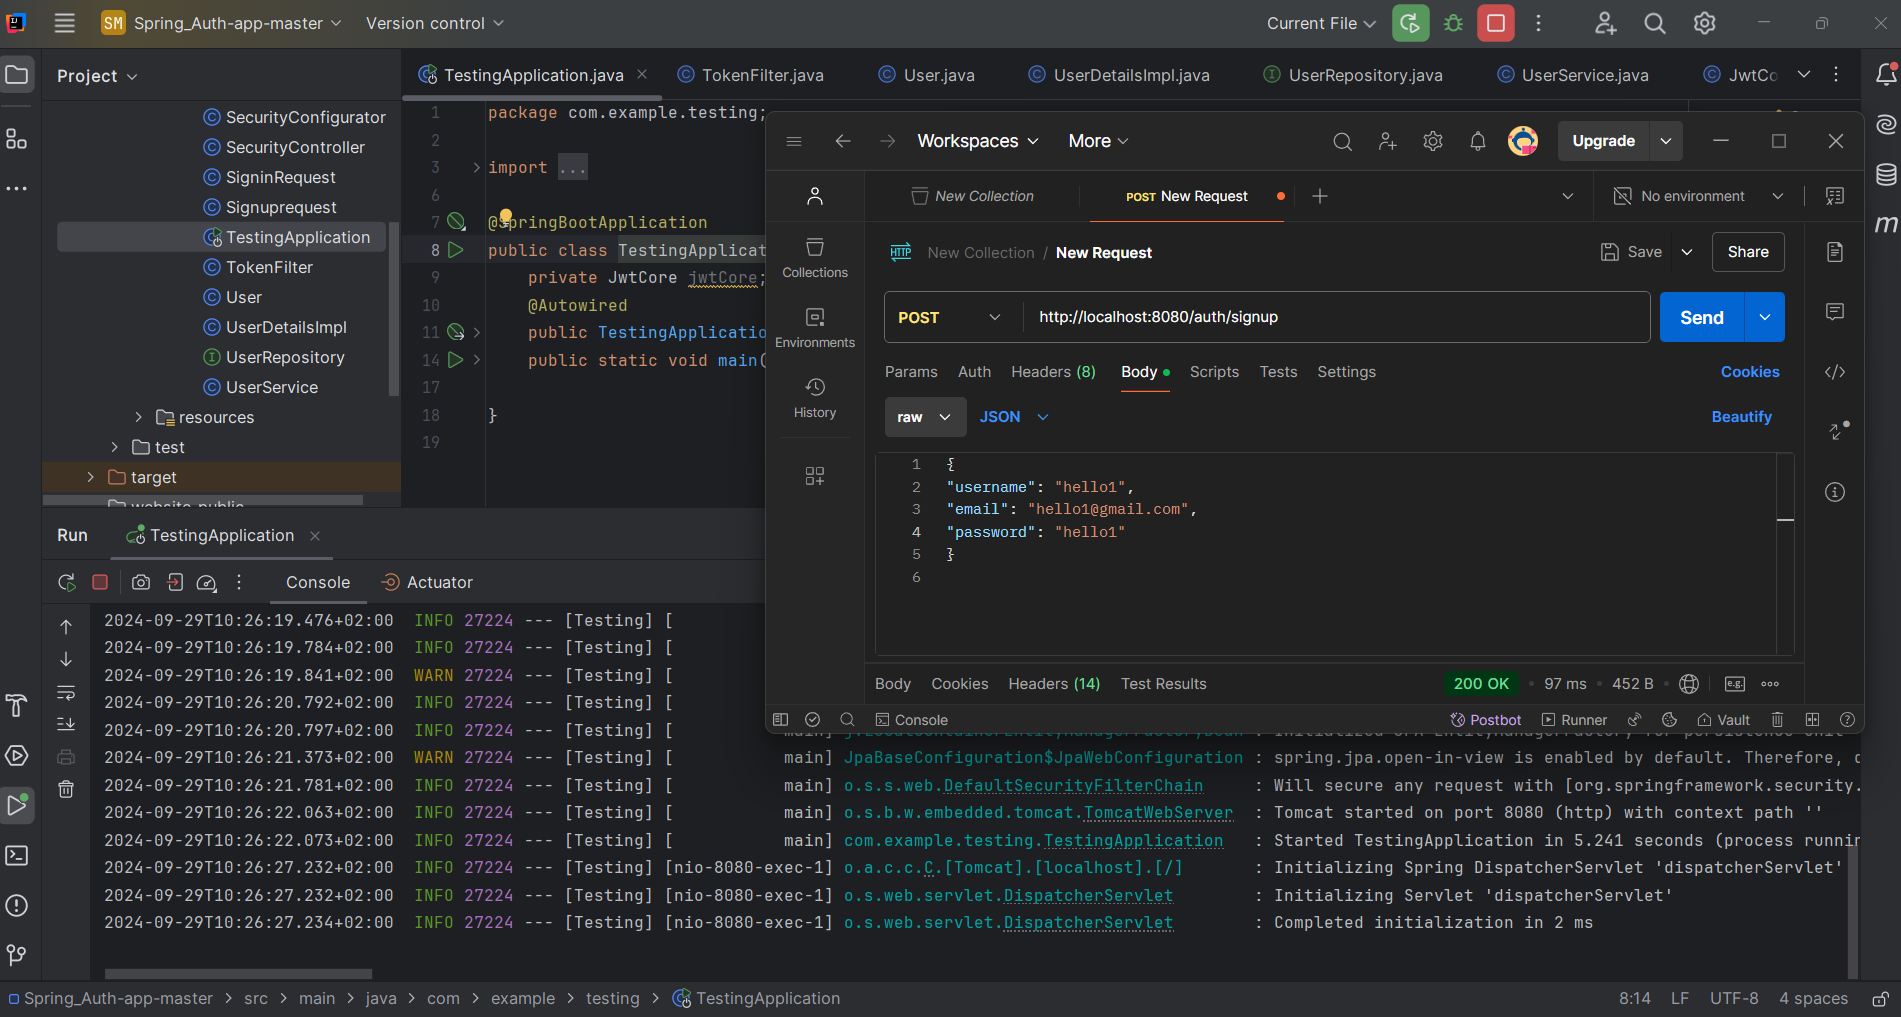 SM Spring_Auth-app-master Version control Current File
Project
SecurityConfigurator
SecurityController
SigninRequest
Signuprequest
TestingApplication
TokenFilter
User
UserDetailsImpl
UserRepository
UserService
resources
test
target
TestingApplication.java TokenFilter.java User.java UserDetailsImpl.java UserRepository.java UserService.java JwtCo
1 package com.example.testing;
2
3 import ...
6
7 @SpringBootApplication
8 public class TestingApplicat
9 private JwtCore jwtCore;
10 @Autowired
11 public TestingApplicatio
14 public static void main(
17
18 }
19
Workspaces More Upgrade
New Collection POST New Request No environment
Collections
Environments
History
HTTP New Collection / New Request Save Share
POST http://localhost:8080/auth/signup Send
Params Auth Headers (8) Body Scripts Tests Settings Cookies
raw JSON Beautify
1 {
2 "username": "hello1",
3 "email": "hello1@gmail.com",
4 "password": "hello1"
5 }
6
Body Cookies Headers (14) Test Results 200 OK 97 ms 452 B e.g.
Console Postbot Runner Vault
Run TestingApplication
Console Actuator
2024-09-29T10:26:19.476+02:00 INFO 27224 --- [Testing] [
2024-09-29T10:26:19.784+02:00 INFO 27224 --- [Testing] [
2024-09-29T10:26:19.841+02:00 WARN 27224 --- [Testing] [
2024-09-29T10:26:20.792+02:00 INFO 27224 --- [Testing] [
2024-09-29T10:26:20.797+02:00 INFO 27224 --- [Testing] [ main]
2024-09-29T10:26:21.373+02:00 WARN 27224 --- [Testing] [ main] JpaBaseConfiguration$JpaWebConfiguration : spring.jpa.open-in-view is enabled by default. Therefore, d
2024-09-29T10:26:21.781+02:00 INFO 27224 --- [Testing] [ main] o.s.s.web.DefaultSecurityFilterChain : Will secure any request with [org.springframework.security.
2024-09-29T10:26:22.063+02:00 INFO 27224 --- [Testing] [ main] o.s.b.w.embedded.tomcat.TomcatWebServer : Tomcat started on port 8080 (http) with context path ''
2024-09-29T10:26:22.073+02:00 INFO 27224 --- [Testing] [ main] com.example.testing.TestingApplication : Started TestingApplication in 5.241 seconds (process runnin
2024-09-29T10:26:27.232+02:00 INFO 27224 --- [Testing] [nio-8080-exec-1] o.a.c.c.C.[Tomcat].[localhost].[/] : Initializing Spring DispatcherServlet 'dispatcherServlet'
2024-09-29T10:26:27.232+02:00 INFO 27224 --- [Testing] [nio-8080-exec-1] o.s.web.servlet.DispatcherServlet : Initializing Servlet 'dispatcherServlet'
2024-09-29T10:26:27.234+02:00 INFO 27224 --- [Testing] [nio-8080-exec-1] o.s.web.servlet.DispatcherServlet : Completed initialization in 2 ms
Spring_Auth-app-master > src > main > java > com > example > testing > TestingApplication 8:14 LF UTF-8 4 spaces